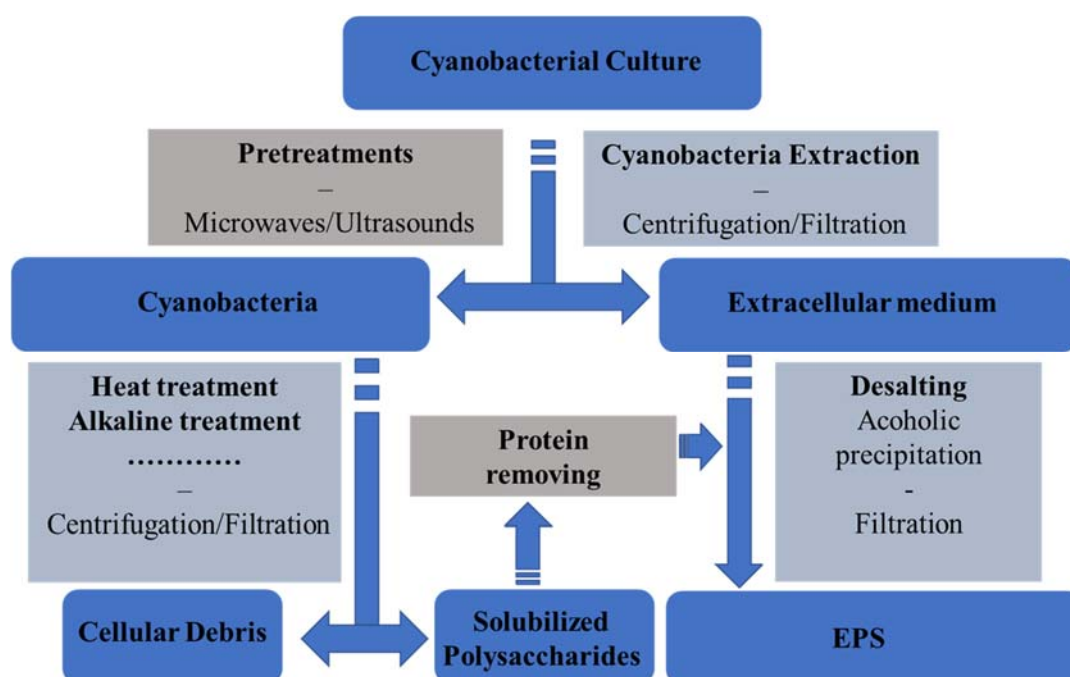 Cyanobacterial Culture
Pretreatments
–
Microwaves/Ultrasounds
Cyanobacteria Extraction
–
Centrifugation/Filtration
Cyanobacteria
Extracellular medium
Heat treatment
Alkaline treatment
............
–
Centrifugation/Filtration
Protein
removing
Desalting
Acoholic
precipitation
-
Filtration
Cellular Debris
Solubilized
Polysaccharides
EPS